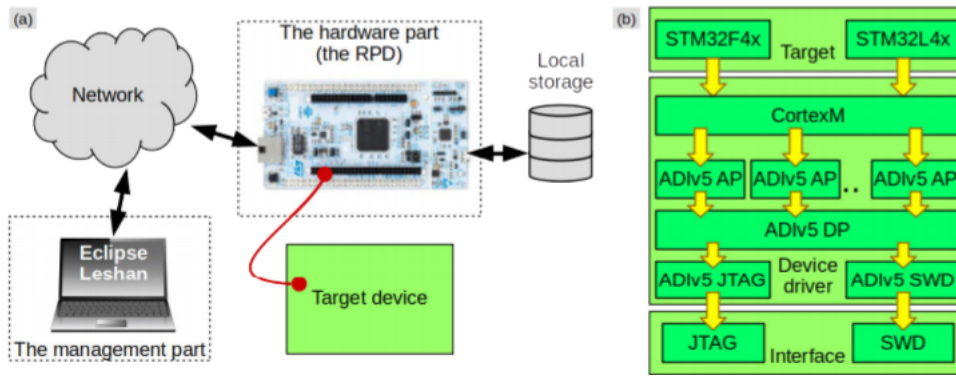 (a)
The hardware part
(the RPD)
Network
Local
storage
Eclipse
Leshan
Target device
The management part
(b)
STM32F4x
STM32L4x
Target
CortexM
ADIv5 AP
ADIv5 AP
..
ADIv5 AP
ADIv5 DP
ADIv5 JTAG
Device
driver
ADIv5 SWD
JTAG
Interface
SWD